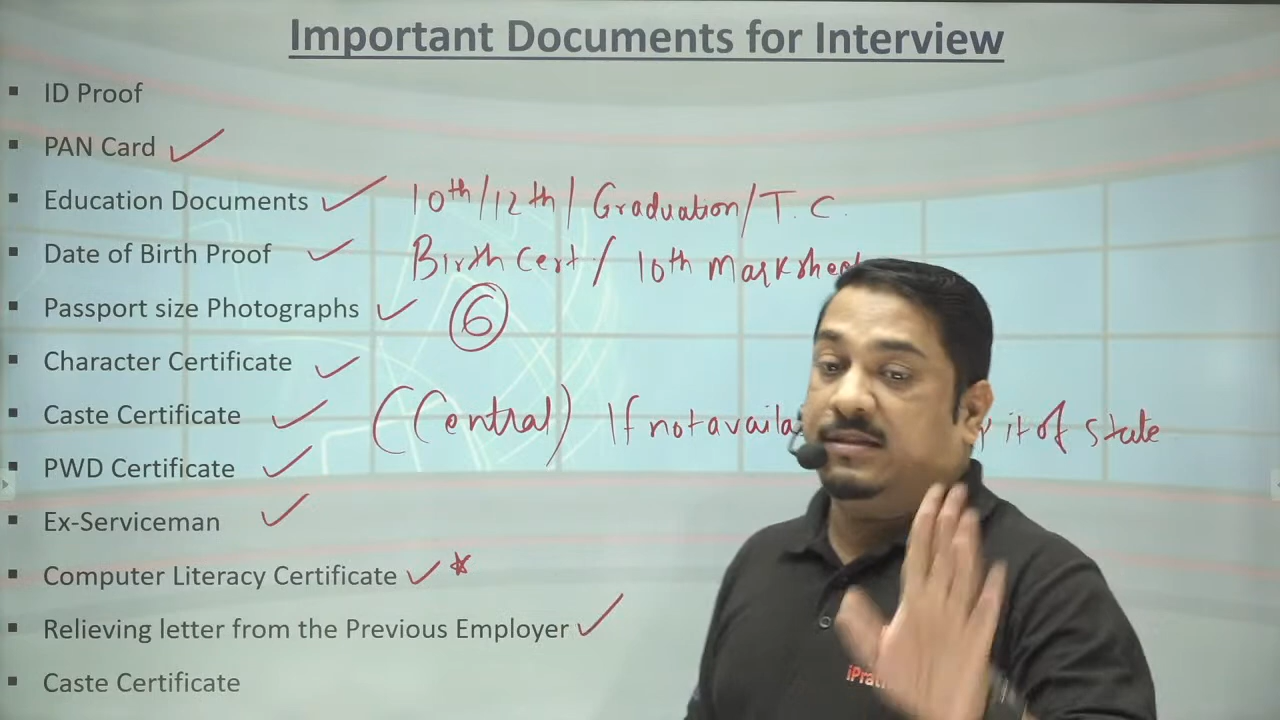 Important Documents for Interview
▪ ID Proof
▪ PAN Card
▪ Education Documents 10th/12th/ Graduation/T.C.
▪ Date of Birth Proof Birth Cert/ 10th Marksheet
▪ Passport size Photographs 6
▪ Character Certificate
▪ Caste Certificate (Central) If not it of state
▪ PWD Certificate
▪ Ex-Serviceman
▪ Computer Literacy Certificate *
▪ Relieving letter from the Previous Employer
▪ Caste Certificate